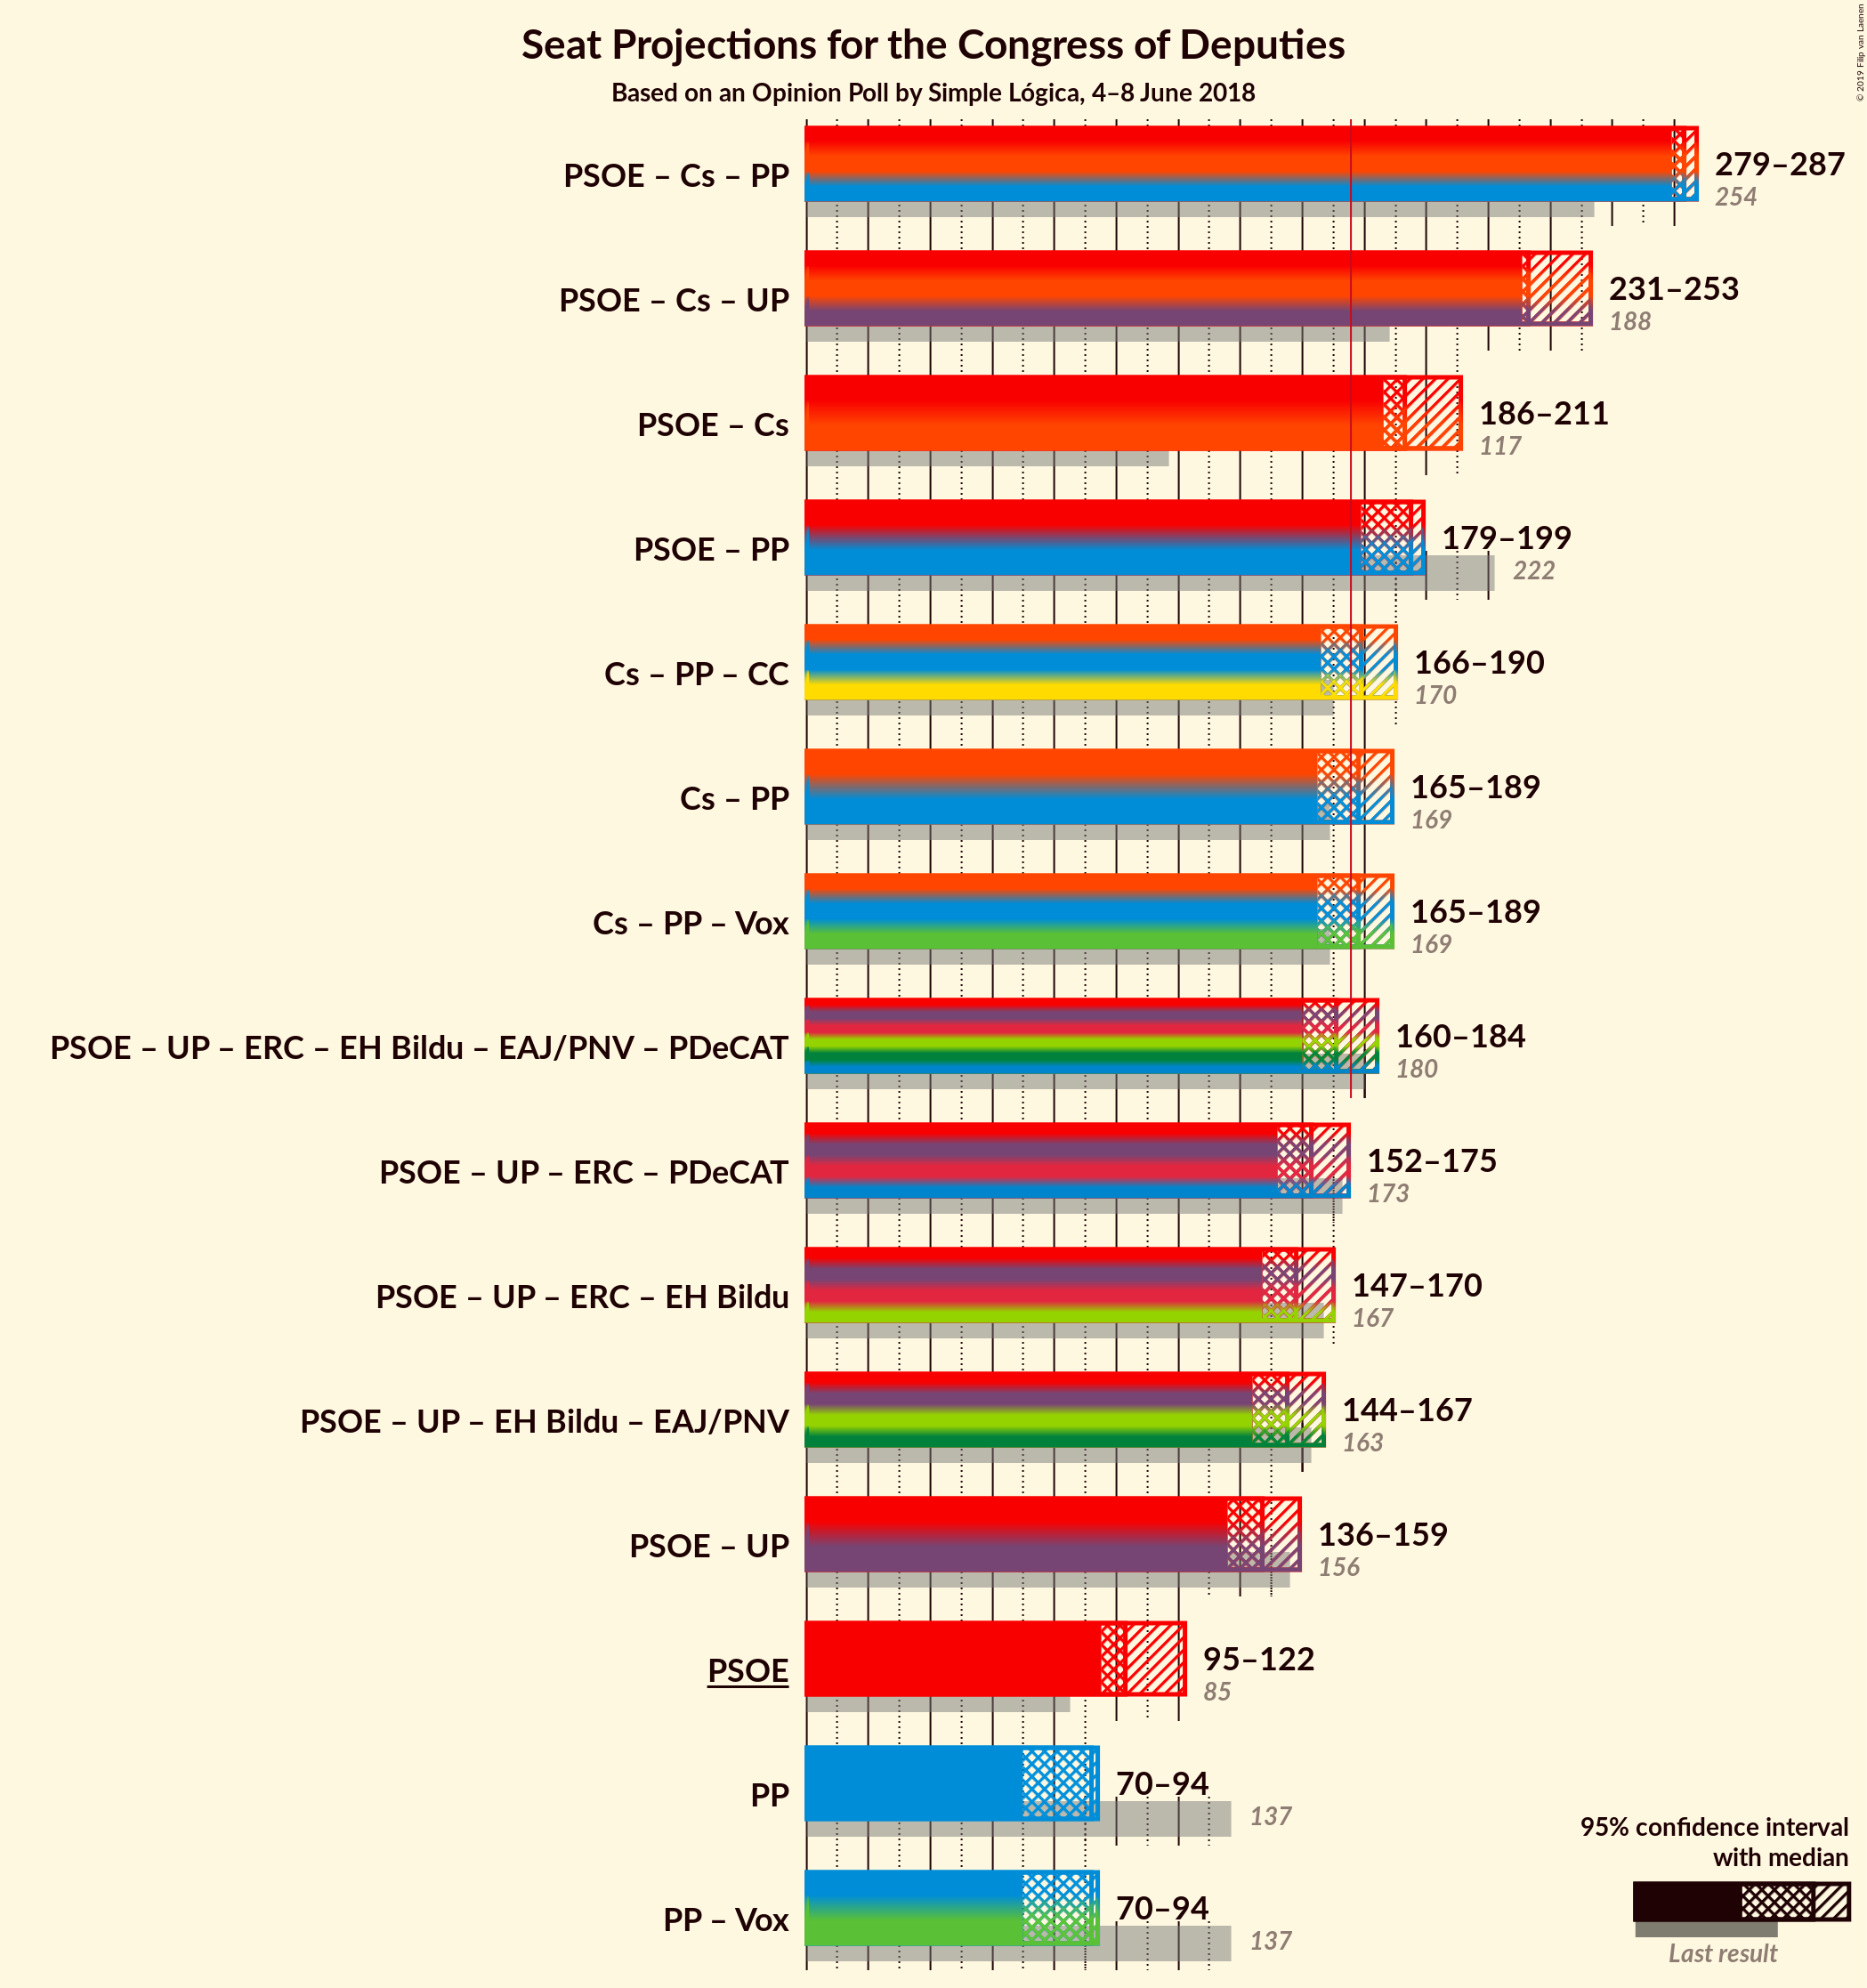 Seat Projections for the Congress of Deputies
Based on an Opinion Poll by Simple Lógica, 4–8 June 2018
© 2019 Filip van Laenen
PSOE – Cs – PP
279–287
254
PSOE – Cs – UP
231–253
188
PSOE – Cs
186–211
117
PSOE – PP
179–199
222
Cs – PP – CC
166–190
170
Cs – PP
165–189
169
Cs – PP – Vox
165–189
169
PSOE – UP – ERC – EH Bildu – EAJ/PNV – PDeCAT
160–184
180
PSOE – UP – ERC – PDeCAT
152–175
173
PSOE – UP – ERC – EH Bildu
147–170
167
PSOE – UP – EH Bildu – EAJ/PNV
144–167
163
PSOE – UP
136–159
156
PSOE
95–122
85
PP
70–94
137
PP – Vox
70–94
137
95% confidence interval
with median
Last result